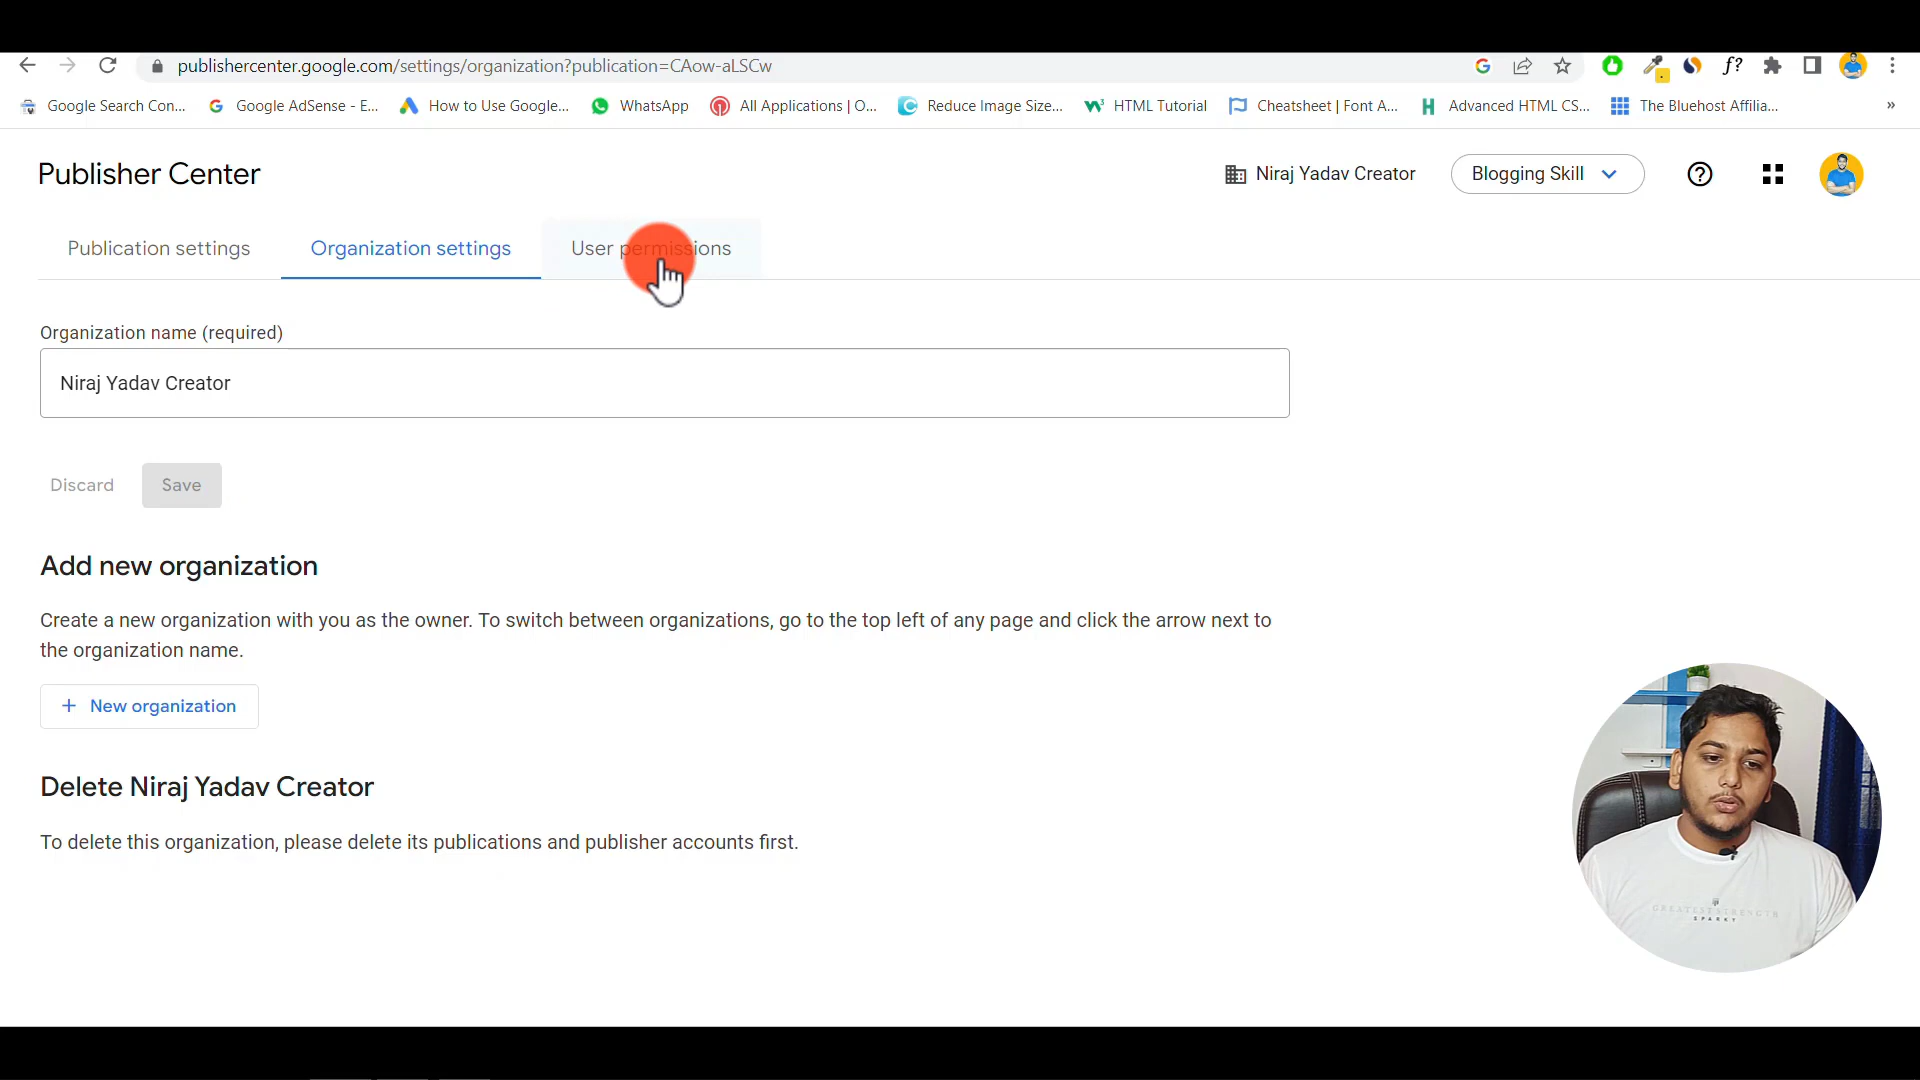 publishercenter.google.com/settings/organization?publication=CAow-aLSCw
f?
Google Search Con... Google AdSense - E... How to Use Google... WhatsApp All Applications | O... Reduce Image Size... HTML Tutorial Cheatsheet | Font A... Advanced HTML CS... The Bluehost Affilia... »
Publisher Center
Niraj Yadav Creator
Blogging Skill
Publication settings
Organization settings
User permissions
Organization name (required)
Niraj Yadav Creator
Discard
Save
Add new organization
Create a new organization with you as the owner. To switch between organizations, go to the top left of any page and click the arrow next to
the organization name.
+ New organization
Delete Niraj Yadav Creator
To delete this organization, please delete its publications and publisher accounts first.
GREATEST STRENGTH
SPARKY